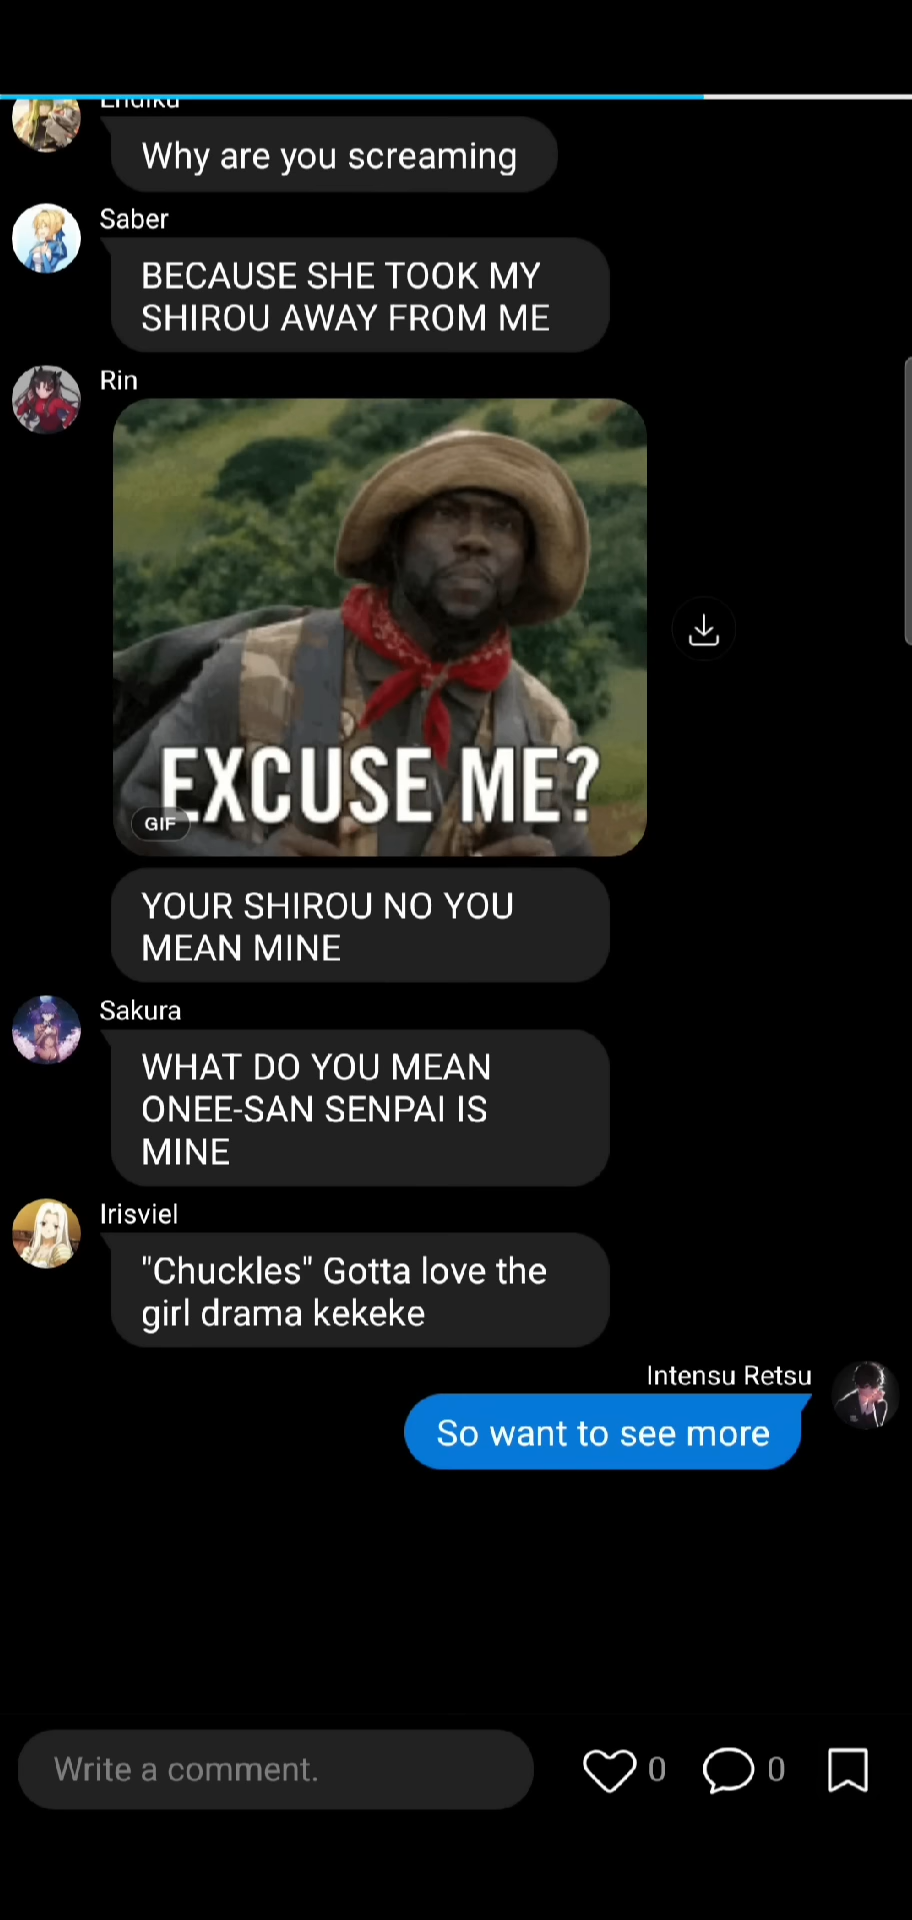 Enkidu
Why are you screaming
Saber
BECAUSE SHE TOOK MY
SHIROU AWAY FROM ME
Rin
EXCUSE ME?
GIF
YOUR SHIROU NO YOU
MEAN MINE
Sakura
WHAT DO YOU MEAN
ONEE-SAN SENPAI IS
MINE
Irisviel
"Chuckles" Gotta love the
girl drama kekeke
Intensu Retsu
So want to see more
Write a comment.
0
0